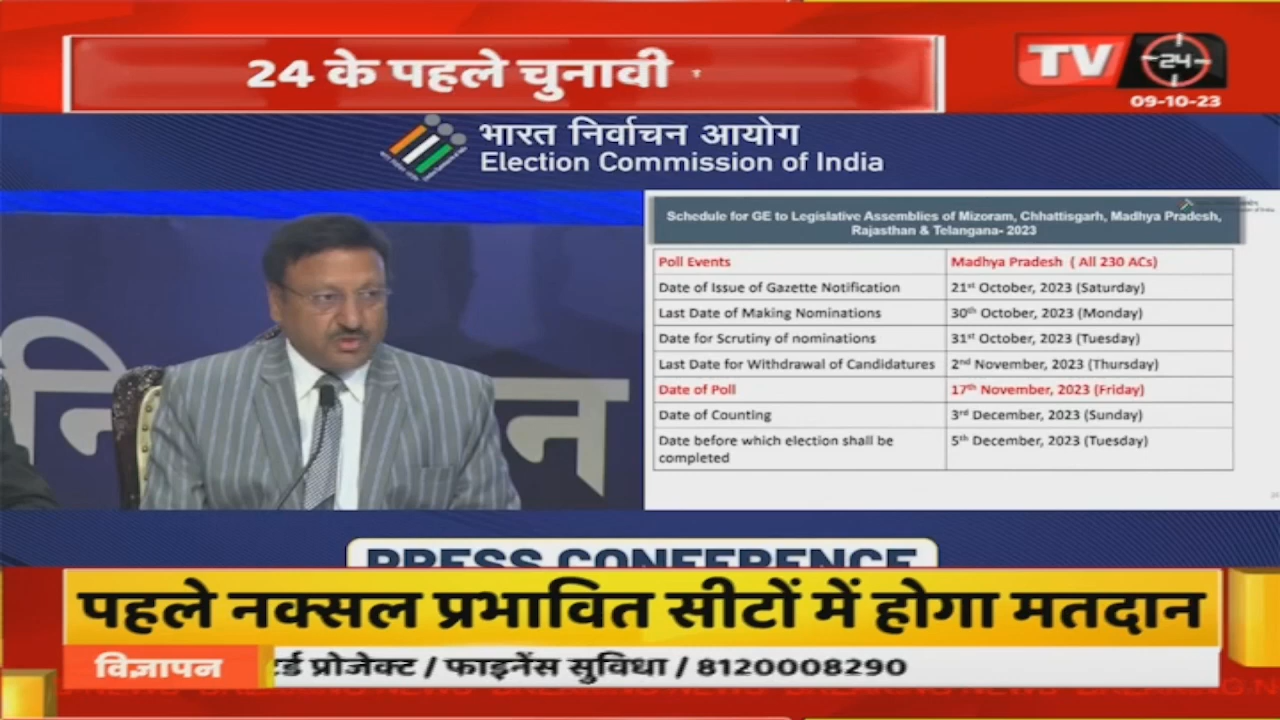 24 के पहले चुनावी
TV 24
09-10-23
भारत निर्वाचन आयोग
Election Commission of India
Schedule for GE to Legislative Assemblies of Mizoram, Chhattisgarh, Madhya Pradesh,
Rajasthan & Telangana- 2023
Poll Events Madhya Pradesh ( All 230 ACs)
Date of Issue of Gazette Notification 21st October, 2023 (Saturday)
Last Date of Making Nominations 30th October, 2023 (Monday)
Date for Scrutiny of nominations 31st October, 2023 (Tuesday)
Last Date for Withdrawal of Candidatures 2nd November, 2023 (Thursday)
Date of Poll 17th November, 2023 (Friday)
Date of Counting 3rd December, 2023 (Sunday)
Date before which election shall be 5th December, 2023 (Tuesday)
completed
PRESS CONFERENCE
पहले नक्सल प्रभावित सीटों में होगा मतदान
विज्ञापन प्रोजेक्ट / फाइनेंस सुविधा / 8120008290